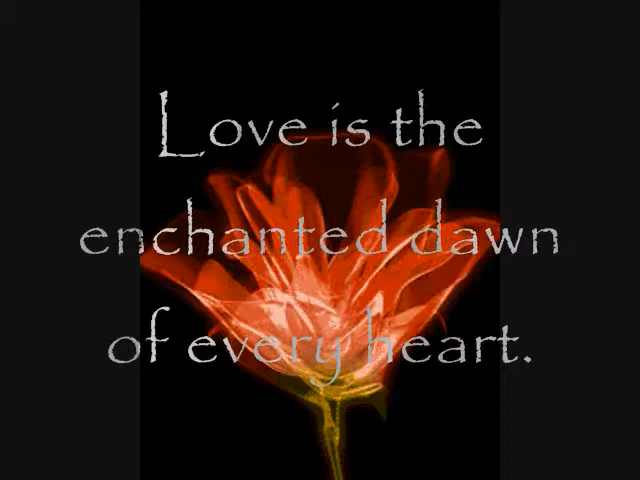 Love is the
enchanted dawn
of every heart.